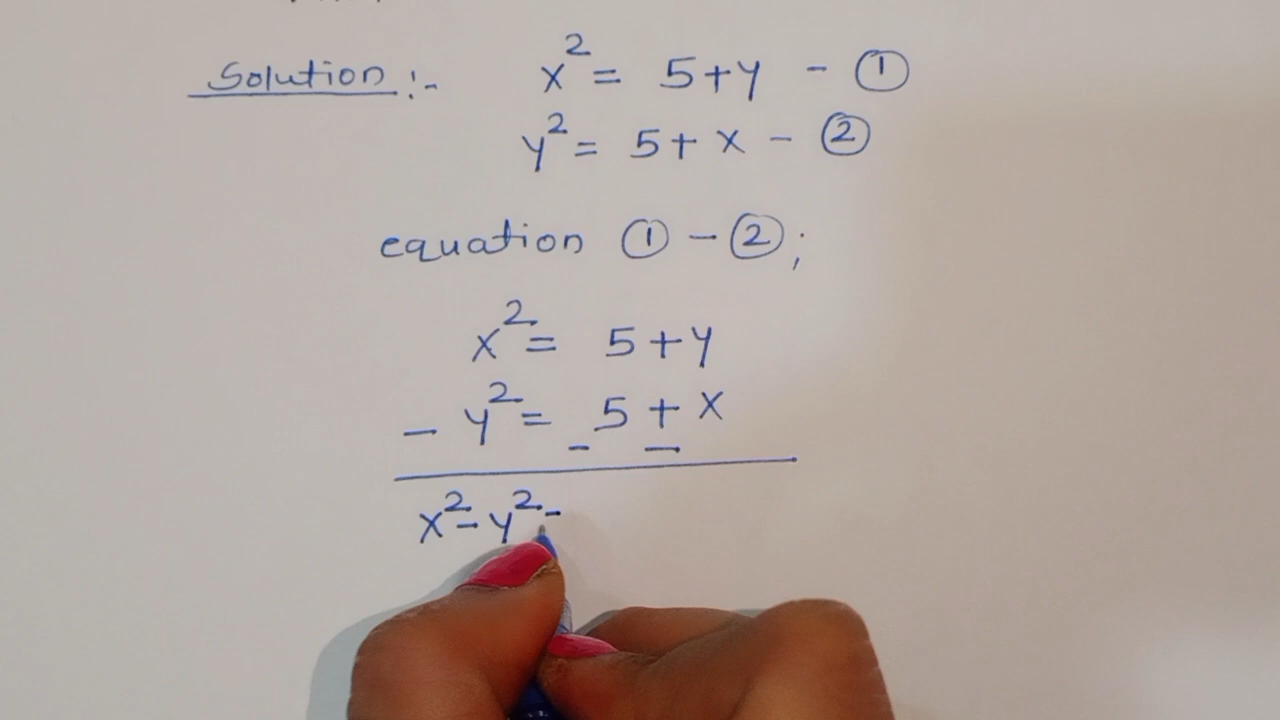 Solution :- x² = 5+y - ①
y² = 5+ x - ②
equation ① - ②;
x² = 5+y
- y² = 5 + x
- -
x² - y² -